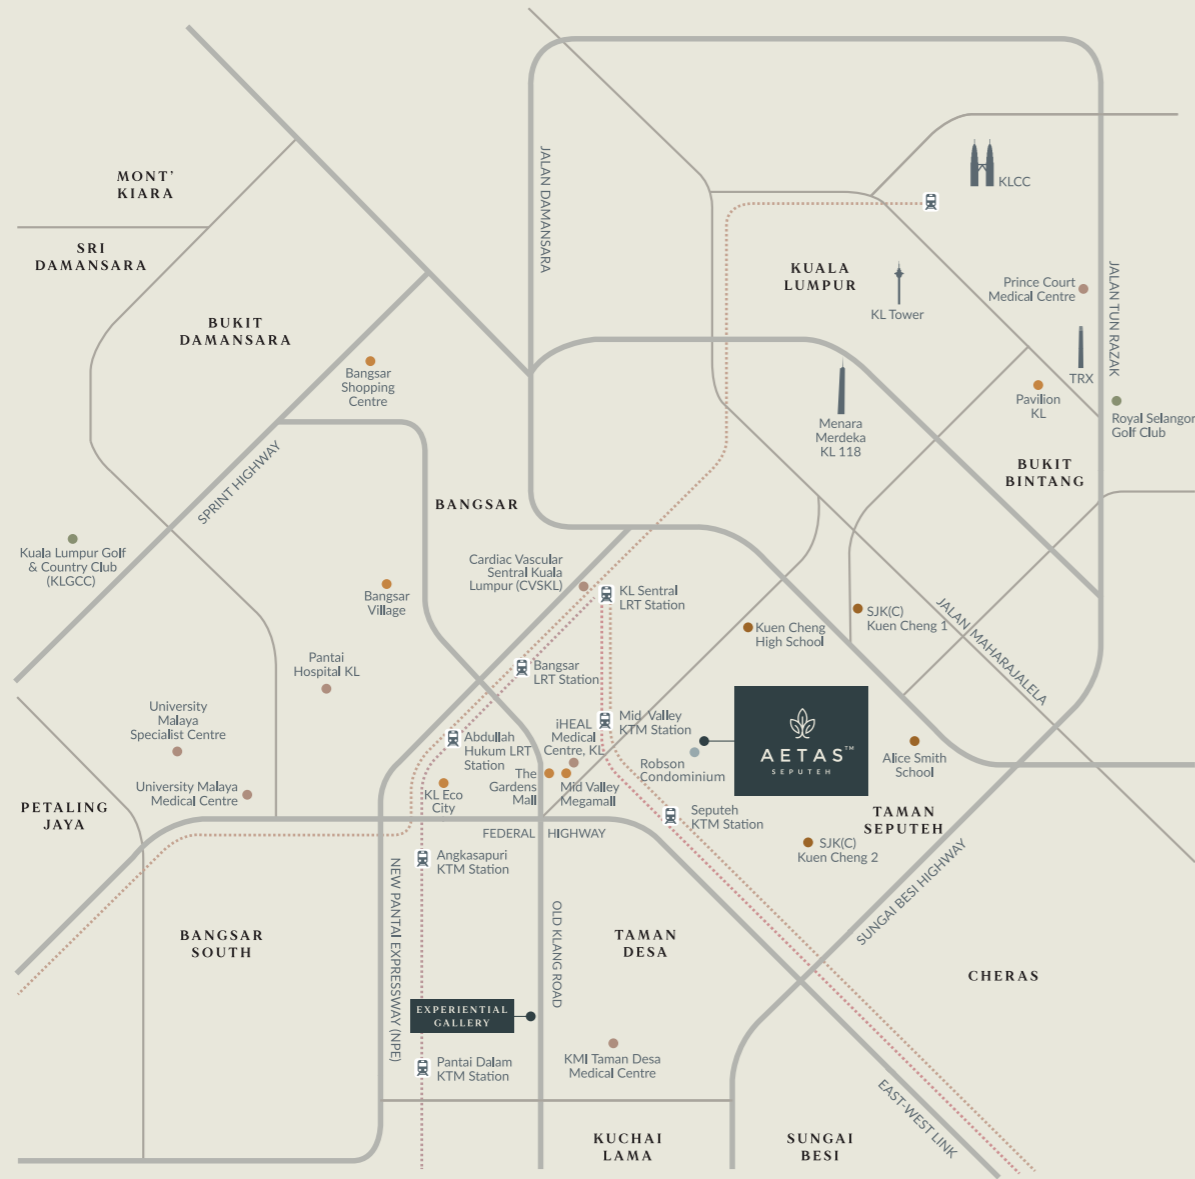 MONT'
KIARA
SRI
DAMANSARA
BUKIT
DAMANSARA
JALAN DAMANSARA
KLCC
KUALA
LUMPUR
KL Tower
Prince Court
Medical Centre
JALAN TUN RAZAK
TRX
Bangsar
Shopping
Centre
Menara
Merdeka
KL 118
Pavilion
KL
Royal Selangor
Golf Club
BUKIT
BINTANG
SPRINT HIGHWAY
BANGSAR
Kuala Lumpur Golf
& Country Club
(KLGCC)
Cardiac Vascular
Sentral Kuala
Lumpur (CVSKL)
KL Sentral
LRT Station
Bangsar
Village
SJK(C)
Kuen Cheng 1
Kuen Cheng
High School
JALAN MAHARAJALELA
Pantai
Hospital KL
Bangsar
LRT Station
University
Malaya
Specialist Centre
Abdullah
Hukum LRT
Station
iHEAL
Medical
Centre, KL
Mid Valley
KTM Station
Robson
Condominium
AETAS™
SEPUTEH
Alice Smith
School
University Malaya
Medical Centre
KL Eco
City
The
Gardens
Mall
Mid Valley
Megamall
PETALING
JAYA
Seputeh
KTM Station
TAMAN
SEPUTEH
FEDERAL HIGHWAY
SJK(C)
Kuen Cheng 2
Angkasapuri
KTM Station
NEW PANTAI EXPRESSWAY (NPE)
OLD KLANG ROAD
SUNGAI BESI HIGHWAY
BANGSAR
SOUTH
TAMAN
DESA
CHERAS
EXPERIENTIAL
GALLERY
Pantai Dalam
KTM Station
KMI Taman Desa
Medical Centre
EAST-WEST LINK
KUCHAI
LAMA
SUNGAI
BESI